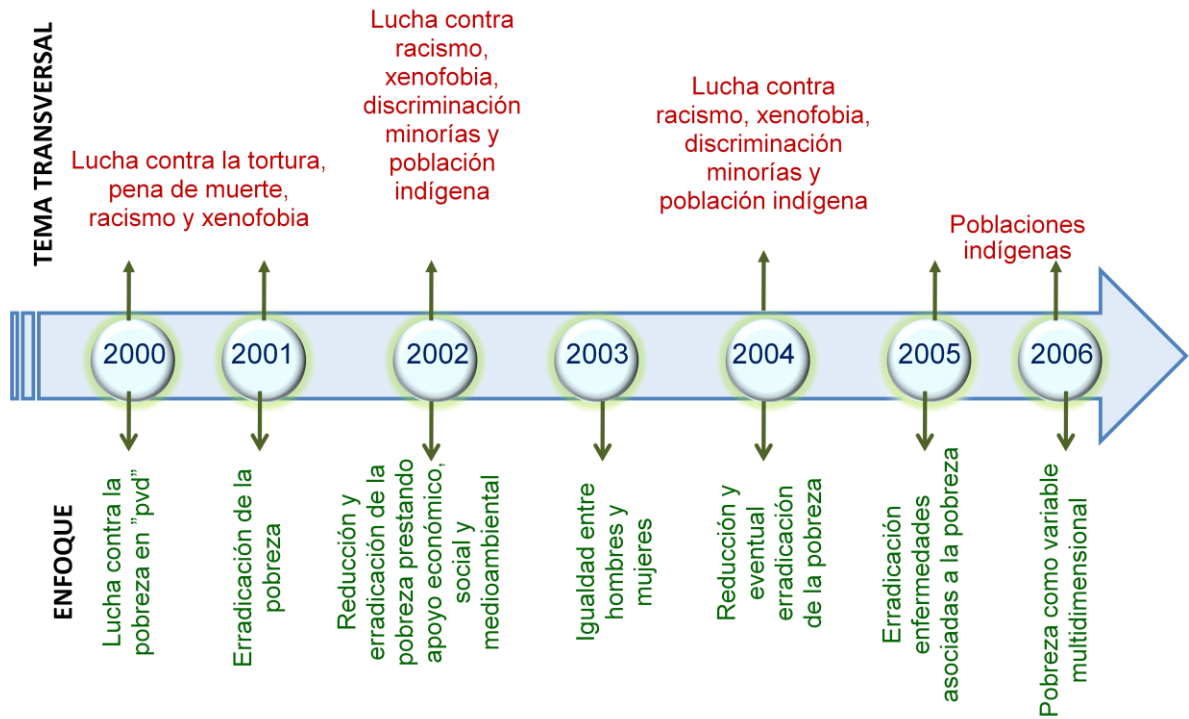 TEMA TRANSVERSAL
Lucha contra la tortura,
pena de muerte,
racismo y xenofobia
Lucha contra
racismo,
xenofobia,
discriminación
minorías y
población
indígena
Lucha contra
racismo, xenofobia,
discriminación
minorías y
población indígena
Poblaciones
indígenas
2000
2001
2002
2003
2004
2005
2006
ENFOQUE
Lucha contra la
pobreza en ”pvd”
Erradicación de la
pobreza
Reducción y
erradicación de la
pobreza prestando
apoyo económico,
social y
medioambiental
Igualdad entre
hombres y
mujeres
Reducción y
eventual
erradicación
de la pobreza
Erradicación
enfermedades
asociadas a la pobreza
Pobreza como variable
multidimensional